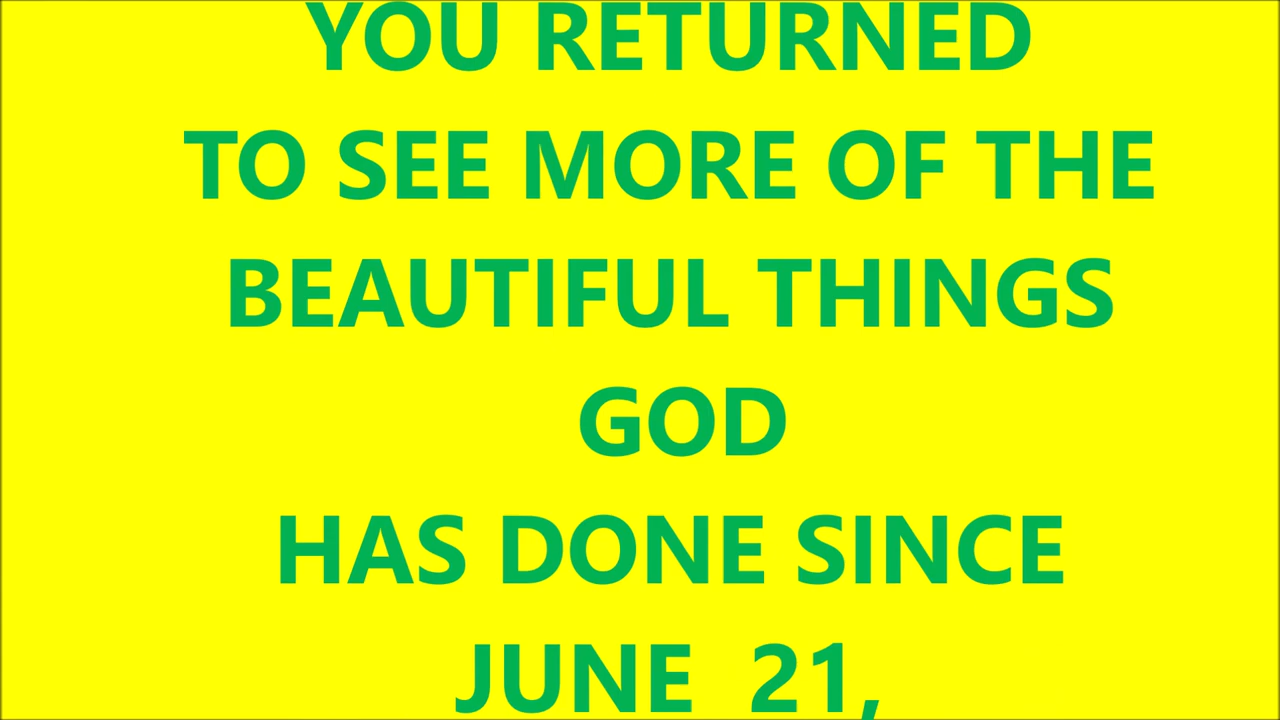 YOU RETURNED
TO SEE MORE OF THE
BEAUTIFUL THINGS
GOD
HAS DONE SINCE
JUNE  21,